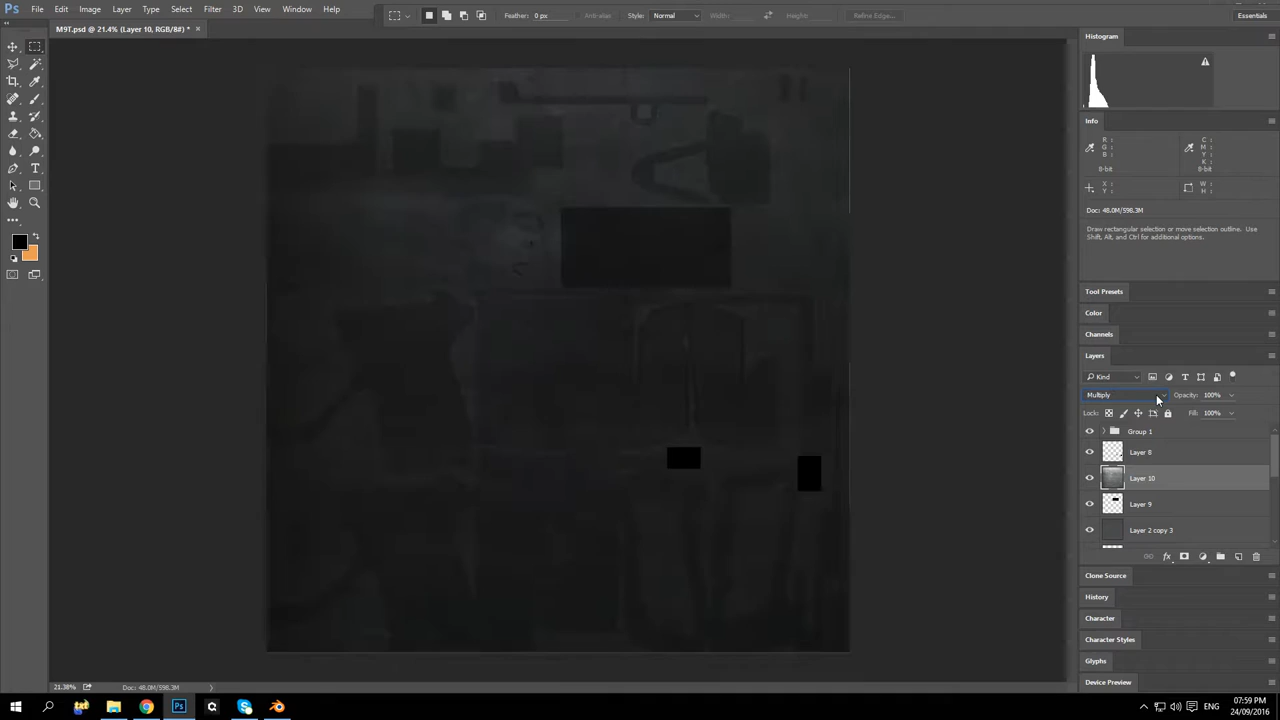 Ps File Edit Image Layer Type Select Filter 3D View Window Help
Feather: 0 px Anti-alias Style: Normal Width: Height: Refine Edge... Essentials
M9T.psd @ 21.4% (Layer 10, RGB/8#) * ×
Histogram
Info
R: C:
G: M:
B: Y:
K:
8-bit 8-bit
X: W:
Y: H:
Doc: 48.0M/598.3M
Draw rectangular selection or move selection outline. Use
Shift, Alt, and Ctrl for additional options.
Tool Presets
Color
Channels
Layers
Kind
Multiply Opacity: 100%
Lock: Fill: 100%
Group 1
Layer 8
Layer 10
Layer 9
Layer 2 copy 3
fx
Clone Source
History
Character
Character Styles
Glyphs
Device Preview
21.38% Doc: 48.0M/598.3M
Ps ENG 07:59 PM
24/09/2016